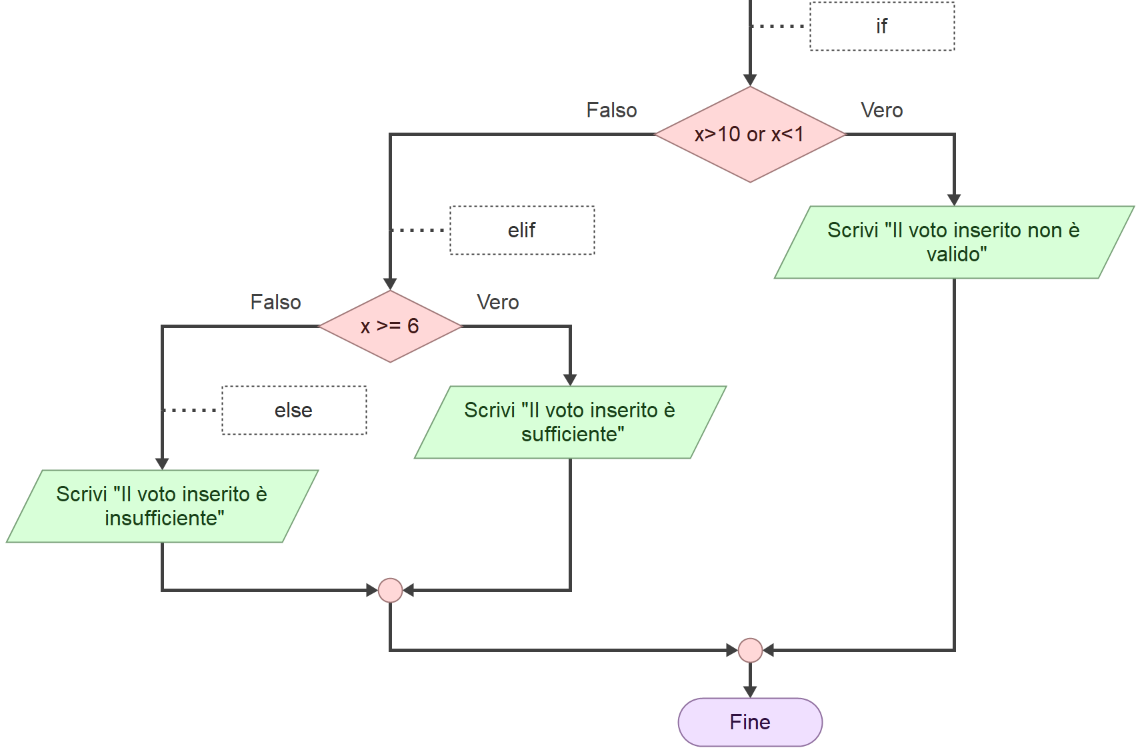 if
Falso
Vero
x>10 or x<1
elif
Scrivi "Il voto inserito non è
valido"
Falso
Vero
x >= 6
else
Scrivi "Il voto inserito è
sufficiente"
Scrivi "Il voto inserito è
insufficiente"
Fine